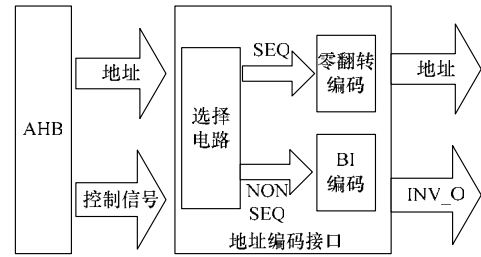 AHB
地址
控制信号
选择
电路
SEQ
NON
SEQ
零翻转
编码
BI
编码
地址编码接口
地址
INV_O